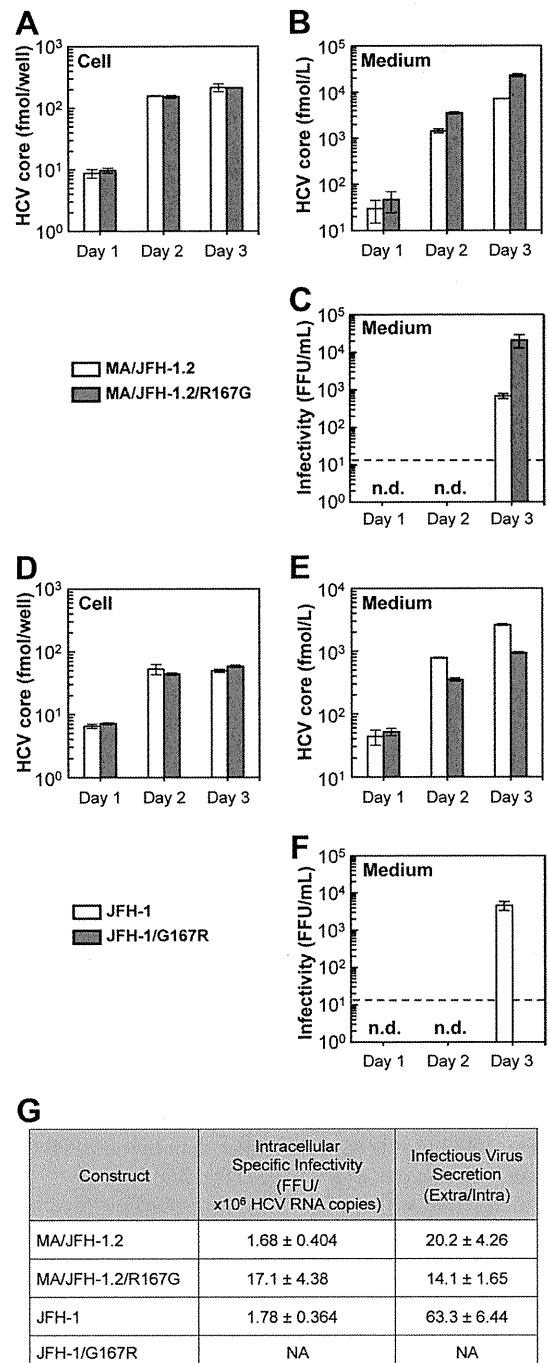 A
Cell
HCV core (fmol/well)
10³
10²
10¹
10⁰
Day 1 Day 2 Day 3
B
Medium
HCV core (fmol/L)
10⁵
10⁴
10³
10²
10¹
Day 1 Day 2 Day 3
C
Medium
Infectivity (FFU/mL)
10⁵
10⁴
10³
10²
10¹
10⁰
n.d. n.d.
Day 1 Day 2 Day 3
MA/JFH-1.2
MA/JFH-1.2/R167G
D
Cell
HCV core (fmol/well)
10³
10²
10¹
10⁰
Day 1 Day 2 Day 3
E
Medium
HCV core (fmol/L)
10⁴
10³
10²
10¹
Day 1 Day 2 Day 3
F
Medium
Infectivity (FFU/mL)
10⁵
10⁴
10³
10²
10¹
10⁰
n.d. n.d.
Day 1 Day 2 Day 3
JFH-1
JFH-1/G167R
G
Construct
Intracellular
Specific Infectivity
(FFU/
x10⁶ HCV RNA copies)
Infectious Virus
Secretion
(Extra/Intra)
MA/JFH-1.2 1.68 ± 0.404 20.2 ± 4.26
MA/JFH-1.2/R167G 17.1 ± 4.38 14.1 ± 1.65
JFH-1 1.78 ± 0.364 63.3 ± 6.44
JFH-1/G167R NA NA